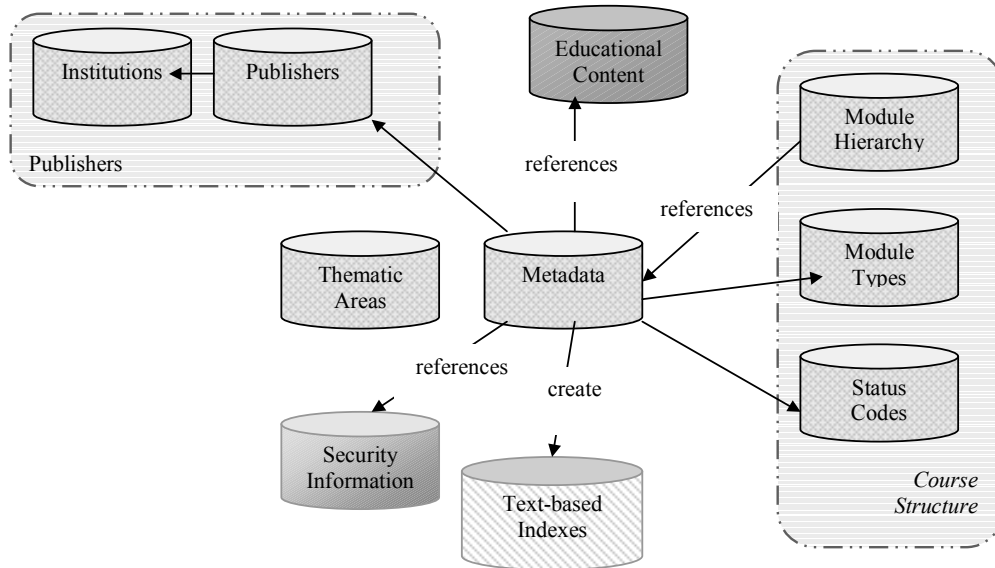 Institutions
Publishers
Publishers
Educational
Content
references
Module
Hierarchy
references
Thematic
Areas
Metadata
Module
Types
references
create
Status
Codes
Security
Information
Text-based
Indexes
Course
Structure